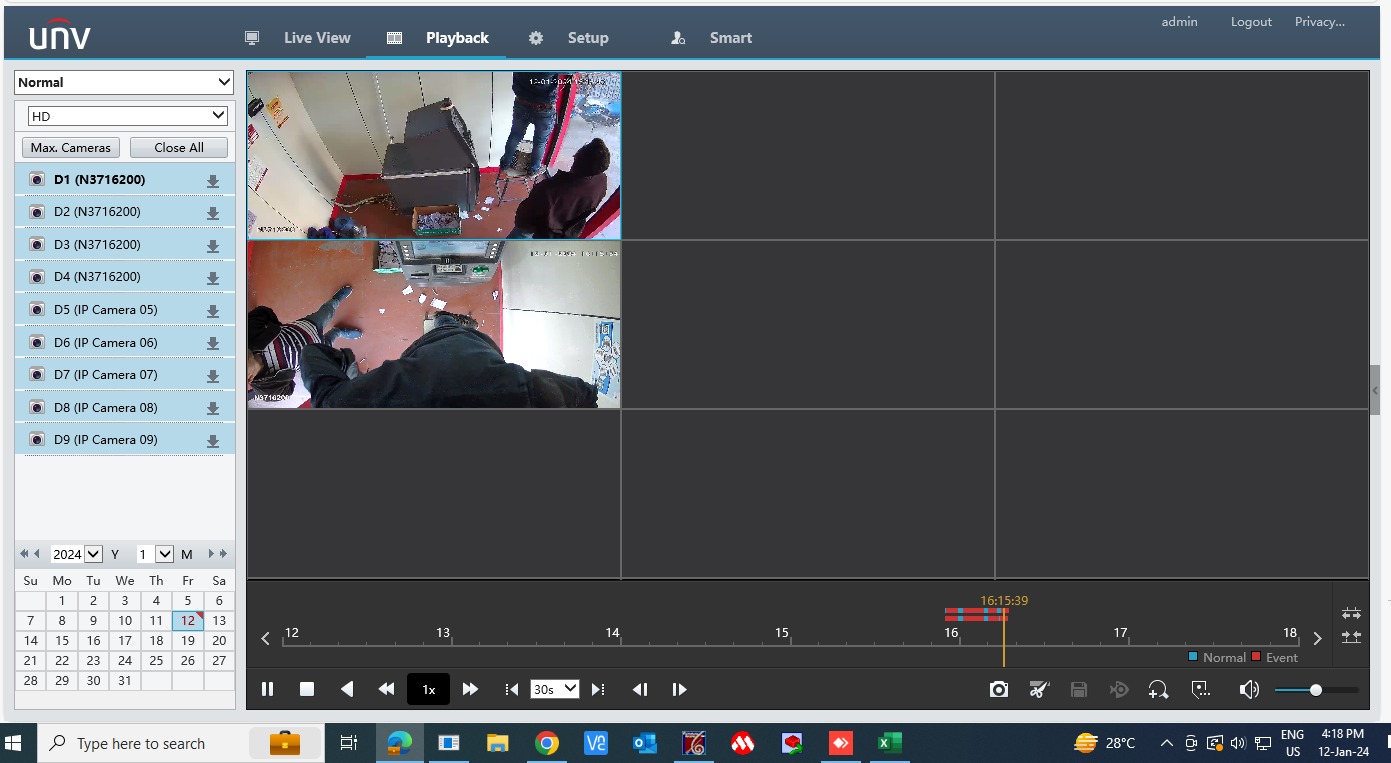 unv
Live View
Playback
Setup
Smart
admin
Logout
Privacy...
Normal
HD
Max. Cameras
Close All
D1 (N3716200)
D2 (N3716200)
D3 (N3716200)
D4 (N3716200)
D5 (IP Camera 05)
D6 (IP Camera 06)
D7 (IP Camera 07)
D8 (IP Camera 08)
D9 (IP Camera 09)
2024 Y 1 M
Su Mo Tu We Th Fr Sa
1 2 3 4 5 6
7 8 9 10 11 12 13
14 15 16 17 18 19 20
21 22 23 24 25 26 27
28 29 30 31
12-01-2024
N3716200
16:15:39
12 13 14 15 16 17 18
Normal Event
1x
30s
Type here to search
28°C
ENG
US
4:18 PM
12-Jan-24